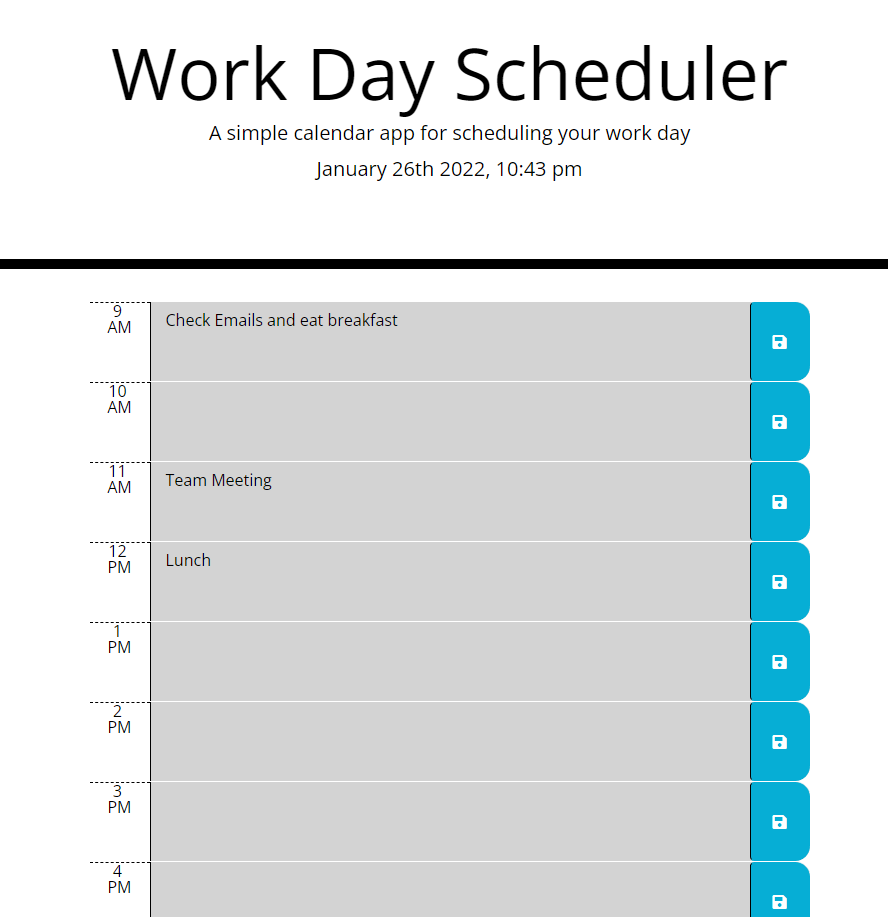 Work Day Scheduler
A simple calendar app for scheduling your work day
January 26th 2022, 10:43 pm
9
AM
Check Emails and eat breakfast
10
AM
11
AM
Team Meeting
12
PM
Lunch
1
PM
2
PM
3
PM
4
PM